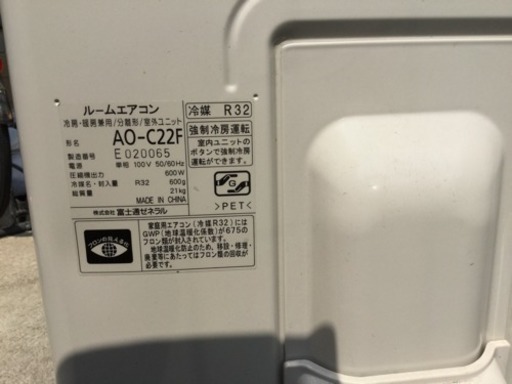 ルームエアコン
冷房・暖房兼用/分離形/室外ユニット
形名 AO-C22F
製造番号 E020065
電源 単相 100V 50/60Hz
圧縮機出力 600W
冷媒名・封入量 R32 600g
総質量 21kg
MADE IN CHINA
株式会社富士通ゼネラル
冷媒 R32
強制冷房運転
室内ユニットの
ボタンで強制冷房
運転ができます。
G
>PET<
フロンの見える化
家庭用エアコン(冷媒R32)には
GWP(地球温暖化係数)が675の
フロン類が封入されています。
地球温暖化防止のため、移設・修理・
廃棄等にあたってはフロン類の回収が
必要です。